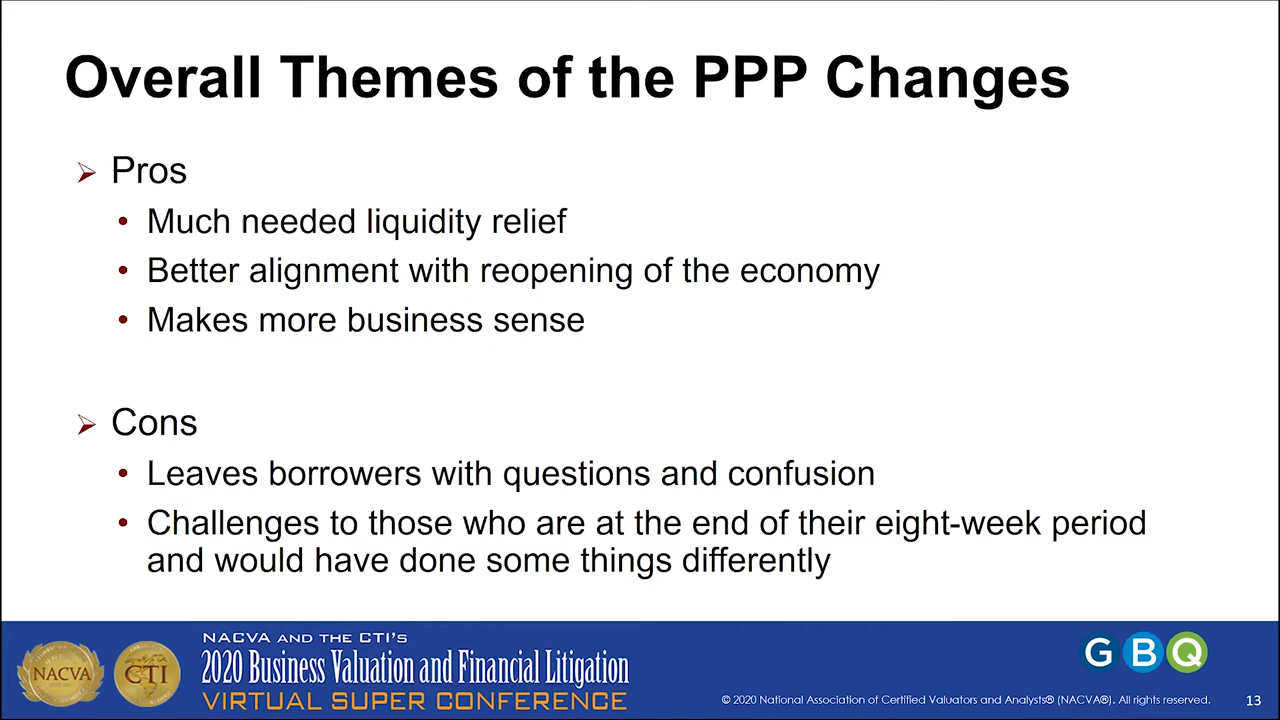 Overall Themes of the PPP Changes
Pros
Much needed liquidity relief
Better alignment with reopening of the economy
Makes more business sense
Cons
Leaves borrowers with questions and confusion
Challenges to those who are at the end of their eight-week period
and would have done some things differently
NACVA
CTI
NACVA AND THE CTI'S
2020 Business Valuation and Financial Litigation
VIRTUAL SUPER CONFERENCE
G B Q
© 2020 National Association of Certified Valuators and Analysts® (NACVA®). All rights reserved.
13